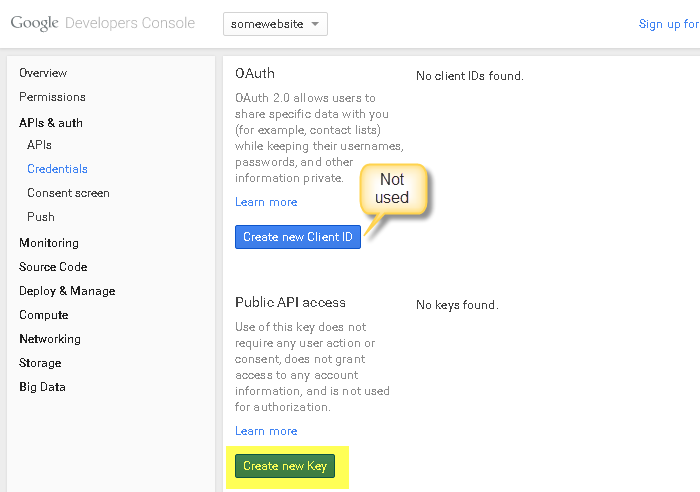 Google Developers Console
somewebsite
Sign up for
Overview
Permissions
APIs & auth
APIs
Credentials
Consent screen
Push
Monitoring
Source Code
Deploy & Manage
Compute
Networking
Storage
Big Data
OAuth
OAuth 2.0 allows users to
share specific data with you
(for example, contact lists)
while keeping their usernames,
passwords, and other
information private.
Learn more
Create new Client ID
Not
used
No client IDs found.
Public API access
Use of this key does not
require any user action or
consent, does not grant
access to any account
information, and is not used
for authorization.
Learn more
Create new Key
No keys found.